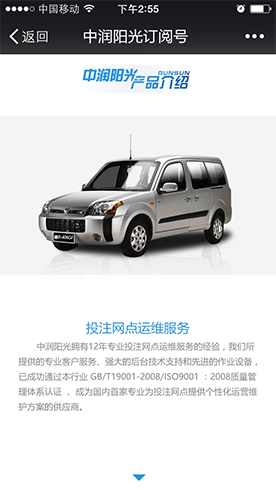 中国移动 下午2:55
返回 中润阳光订阅号
中润阳光 RUNSUN
产品介绍
投注网点运维服务
中润阳光拥有12年专业投注网点运维服务的经验，我们所
提供的专业客户服务、强大的后台技术支持和先进的作业设备，
已成功通过本行业 GB/T19001-2008/ISO9001 ：2008质量管
理体系认证 ， 成为国内首家专业为投注网点提供个性化运营维
护方案的供应商。